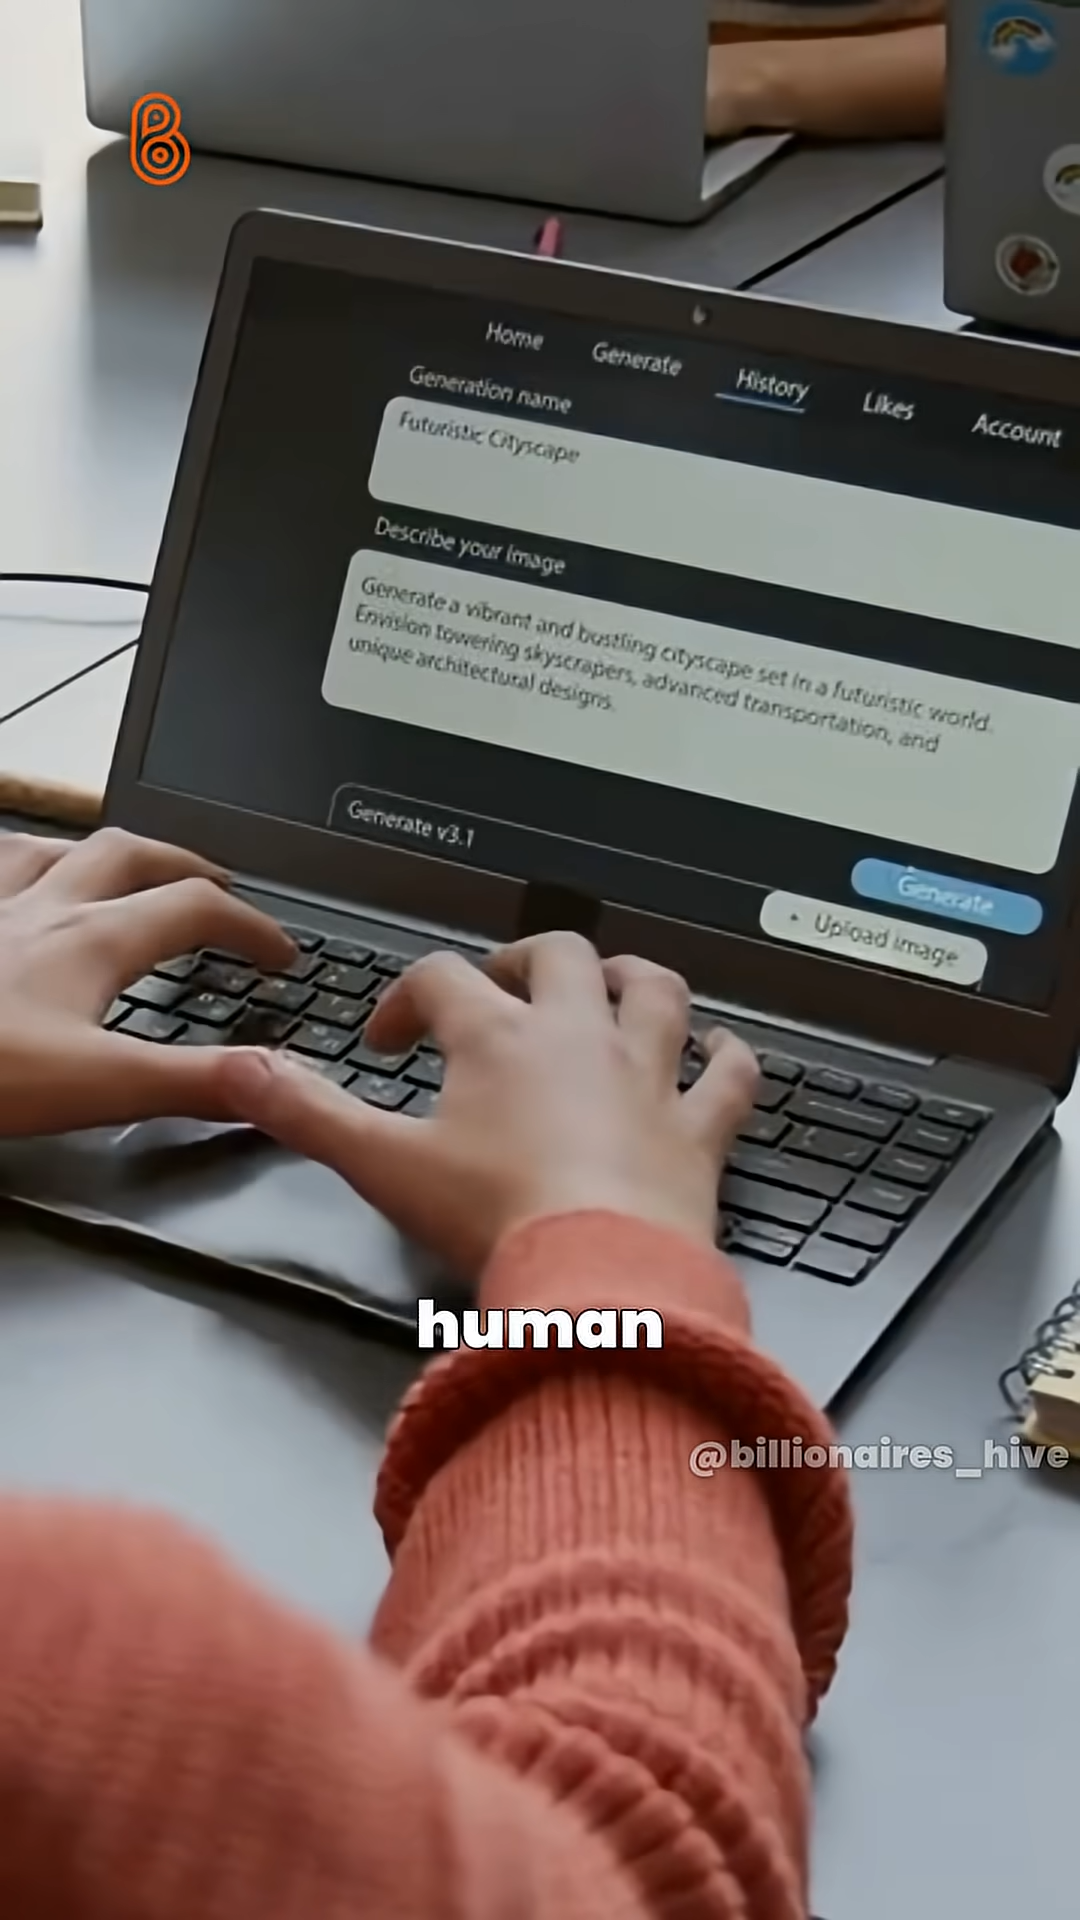 Home
Generate
History
Likes
Account
Generation name
Futuristic Cityscape
Describe your image
Generate a vibrant and bustling cityscape set in a futuristic world.
Envision towering skyscrapers, advanced transportation, and
unique architectural designs.
Generate v3.1
Generate
Upload image
human
@billionaires_hive